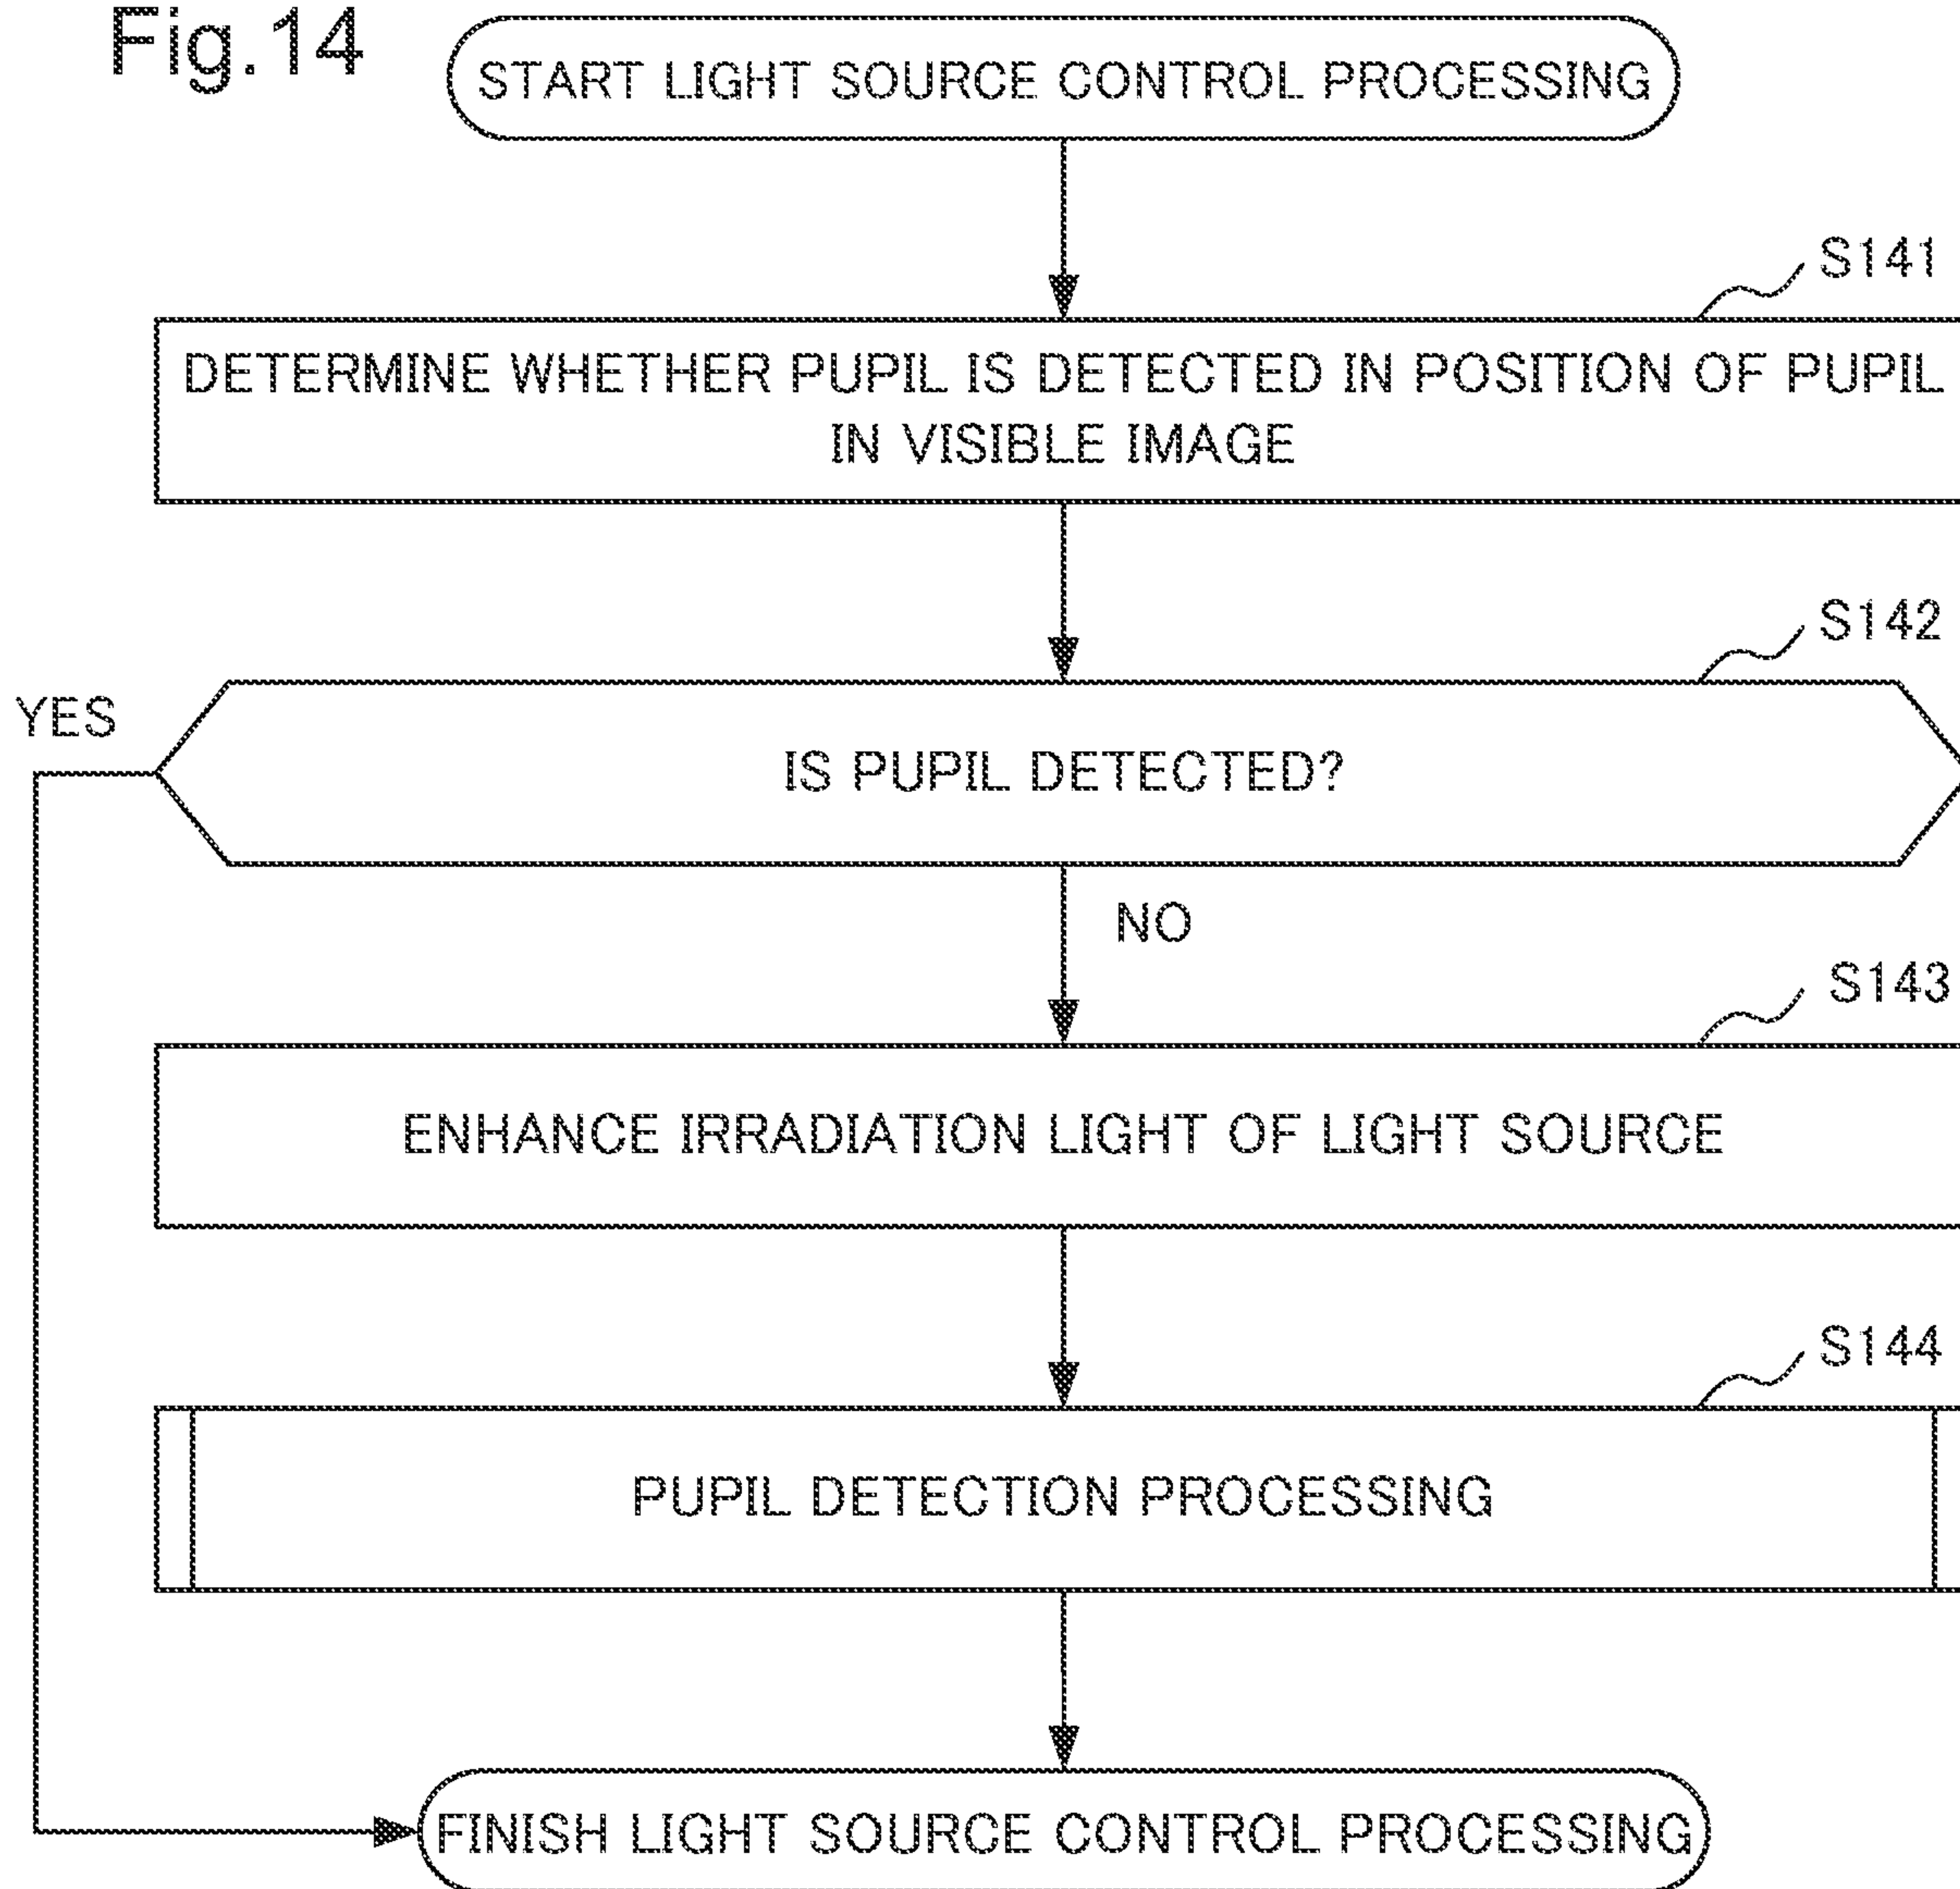 Fig.14
START LIGHT SOURCE CONTROL PROCESSING
S141
DETERMINE WHETHER PUPIL IS DETECTED IN POSITION OF PUPIL
IN VISIBLE IMAGE
S142
YES
IS PUPIL DETECTED?
NO
S143
ENHANCE IRRADIATION LIGHT OF LIGHT SOURCE
S144
PUPIL DETECTION PROCESSING
FINISH LIGHT SOURCE CONTROL PROCESSING